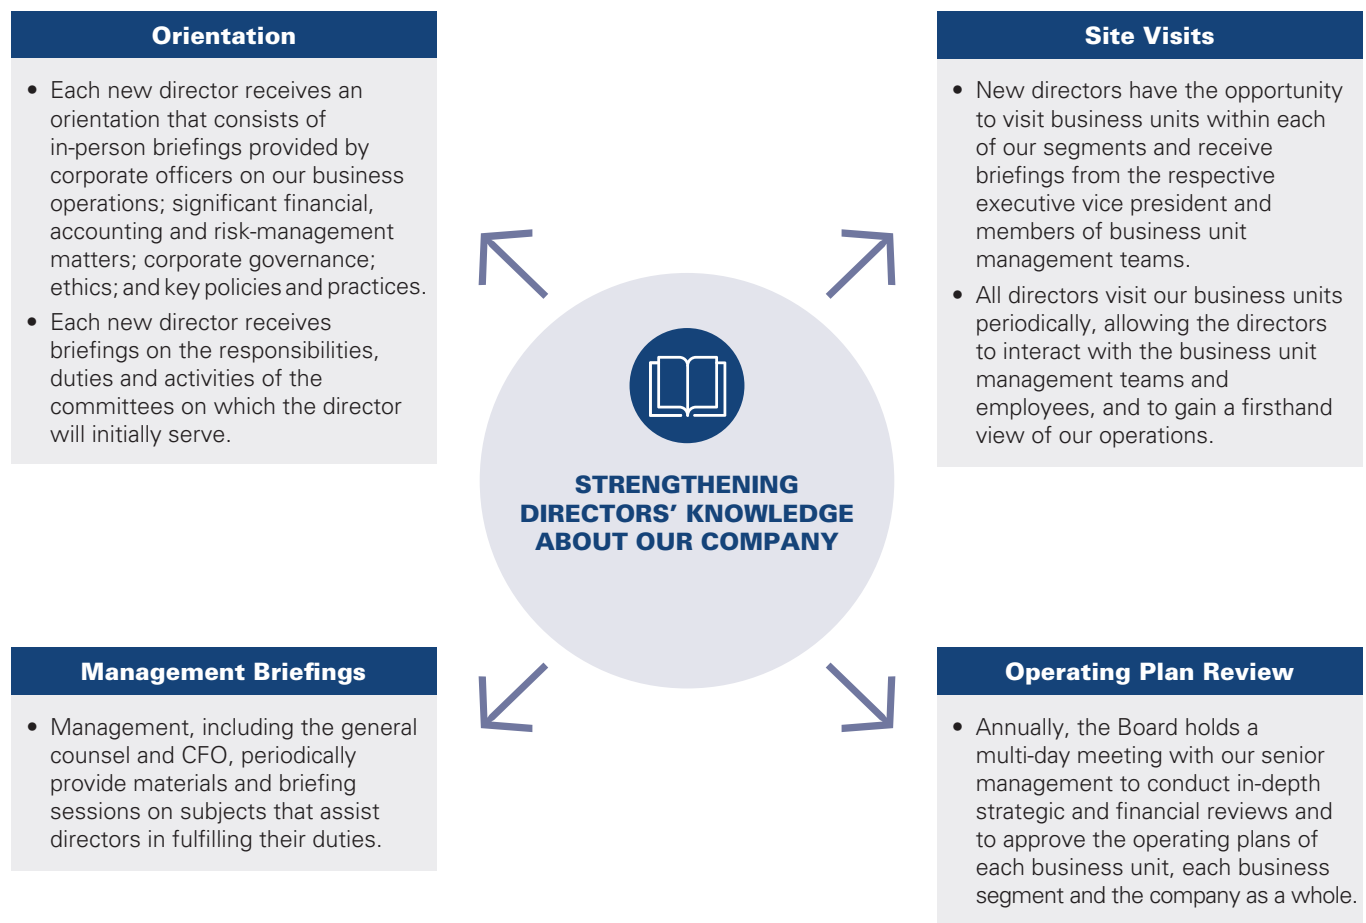 Orientation
• Each new director receives an
orientation that consists of
in-person briefings provided by
corporate officers on our business
operations; significant financial,
accounting and risk-management
matters; corporate governance;
ethics; and key policies and practices.
• Each new director receives
briefings on the responsibilities,
duties and activities of the
committees on which the director
will initially serve.
Site Visits
• New directors have the opportunity
to visit business units within each
of our segments and receive
briefings from the respective
executive vice president and
members of business unit
management teams.
• All directors visit our business units
periodically, allowing the directors
to interact with the business unit
management teams and
employees, and to gain a firsthand
view of our operations.
STRENGTHENING
DIRECTORS’ KNOWLEDGE
ABOUT OUR COMPANY
Management Briefings
• Management, including the general
counsel and CFO, periodically
provide materials and briefing
sessions on subjects that assist
directors in fulfilling their duties.
Operating Plan Review
• Annually, the Board holds a
multi-day meeting with our senior
management to conduct in-depth
strategic and financial reviews and
to approve the operating plans of
each business unit, each business
segment and the company as a whole.